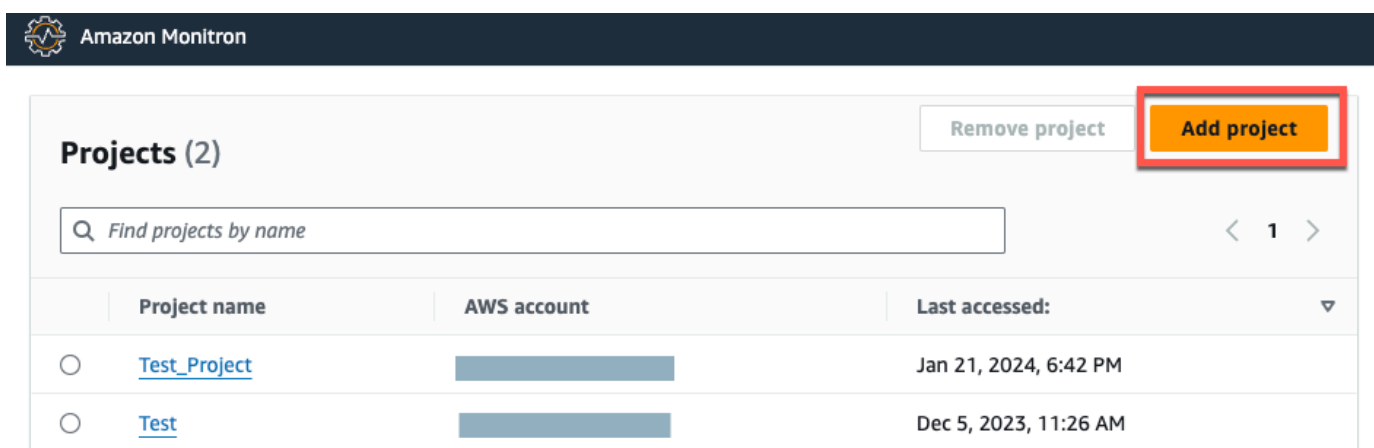 Amazon Monitron
Remove project
Add project
Projects (2)
Find projects by name
1
Project name
AWS account
Last accessed:
Test_Project
Jan 21, 2024, 6:42 PM
Test
Dec 5, 2023, 11:26 AM